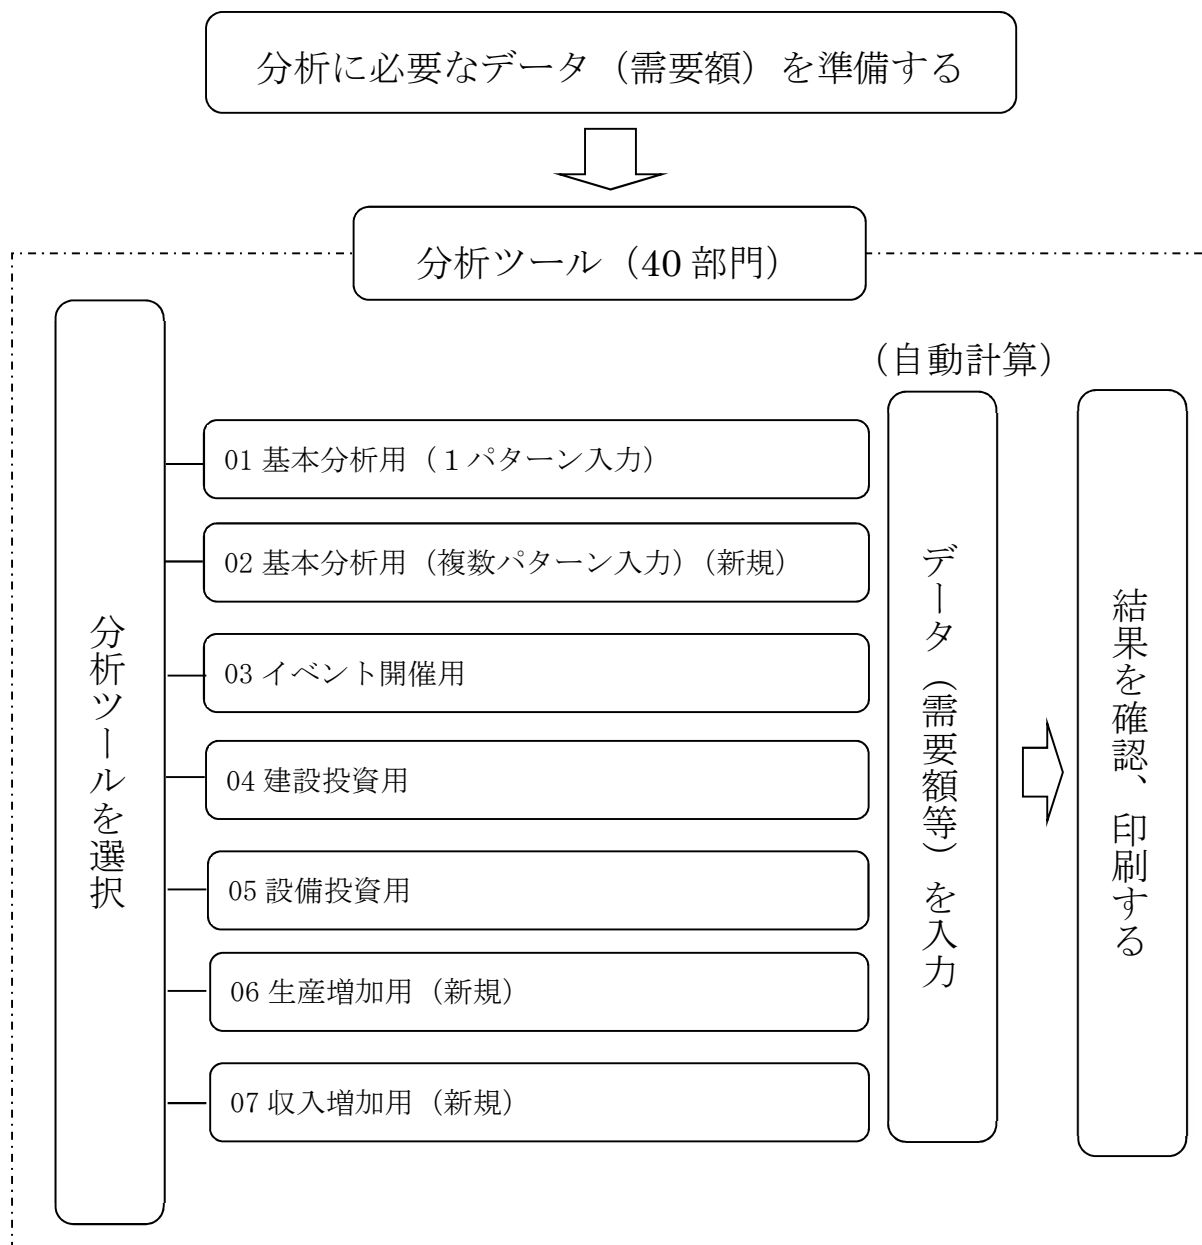 分析に必要なデータ（需要額）を準備する
分析ツール（40 部門）
分析ツールを選択
01 基本分析用（１パターン入力）
02 基本分析用（複数パターン入力）（新規）
03 イベント開催用
04 建設投資用
05 設備投資用
06 生産増加用（新規）
07 収入増加用（新規）
（自動計算）
データ（需要額等）を入力
結果を確認、印刷する